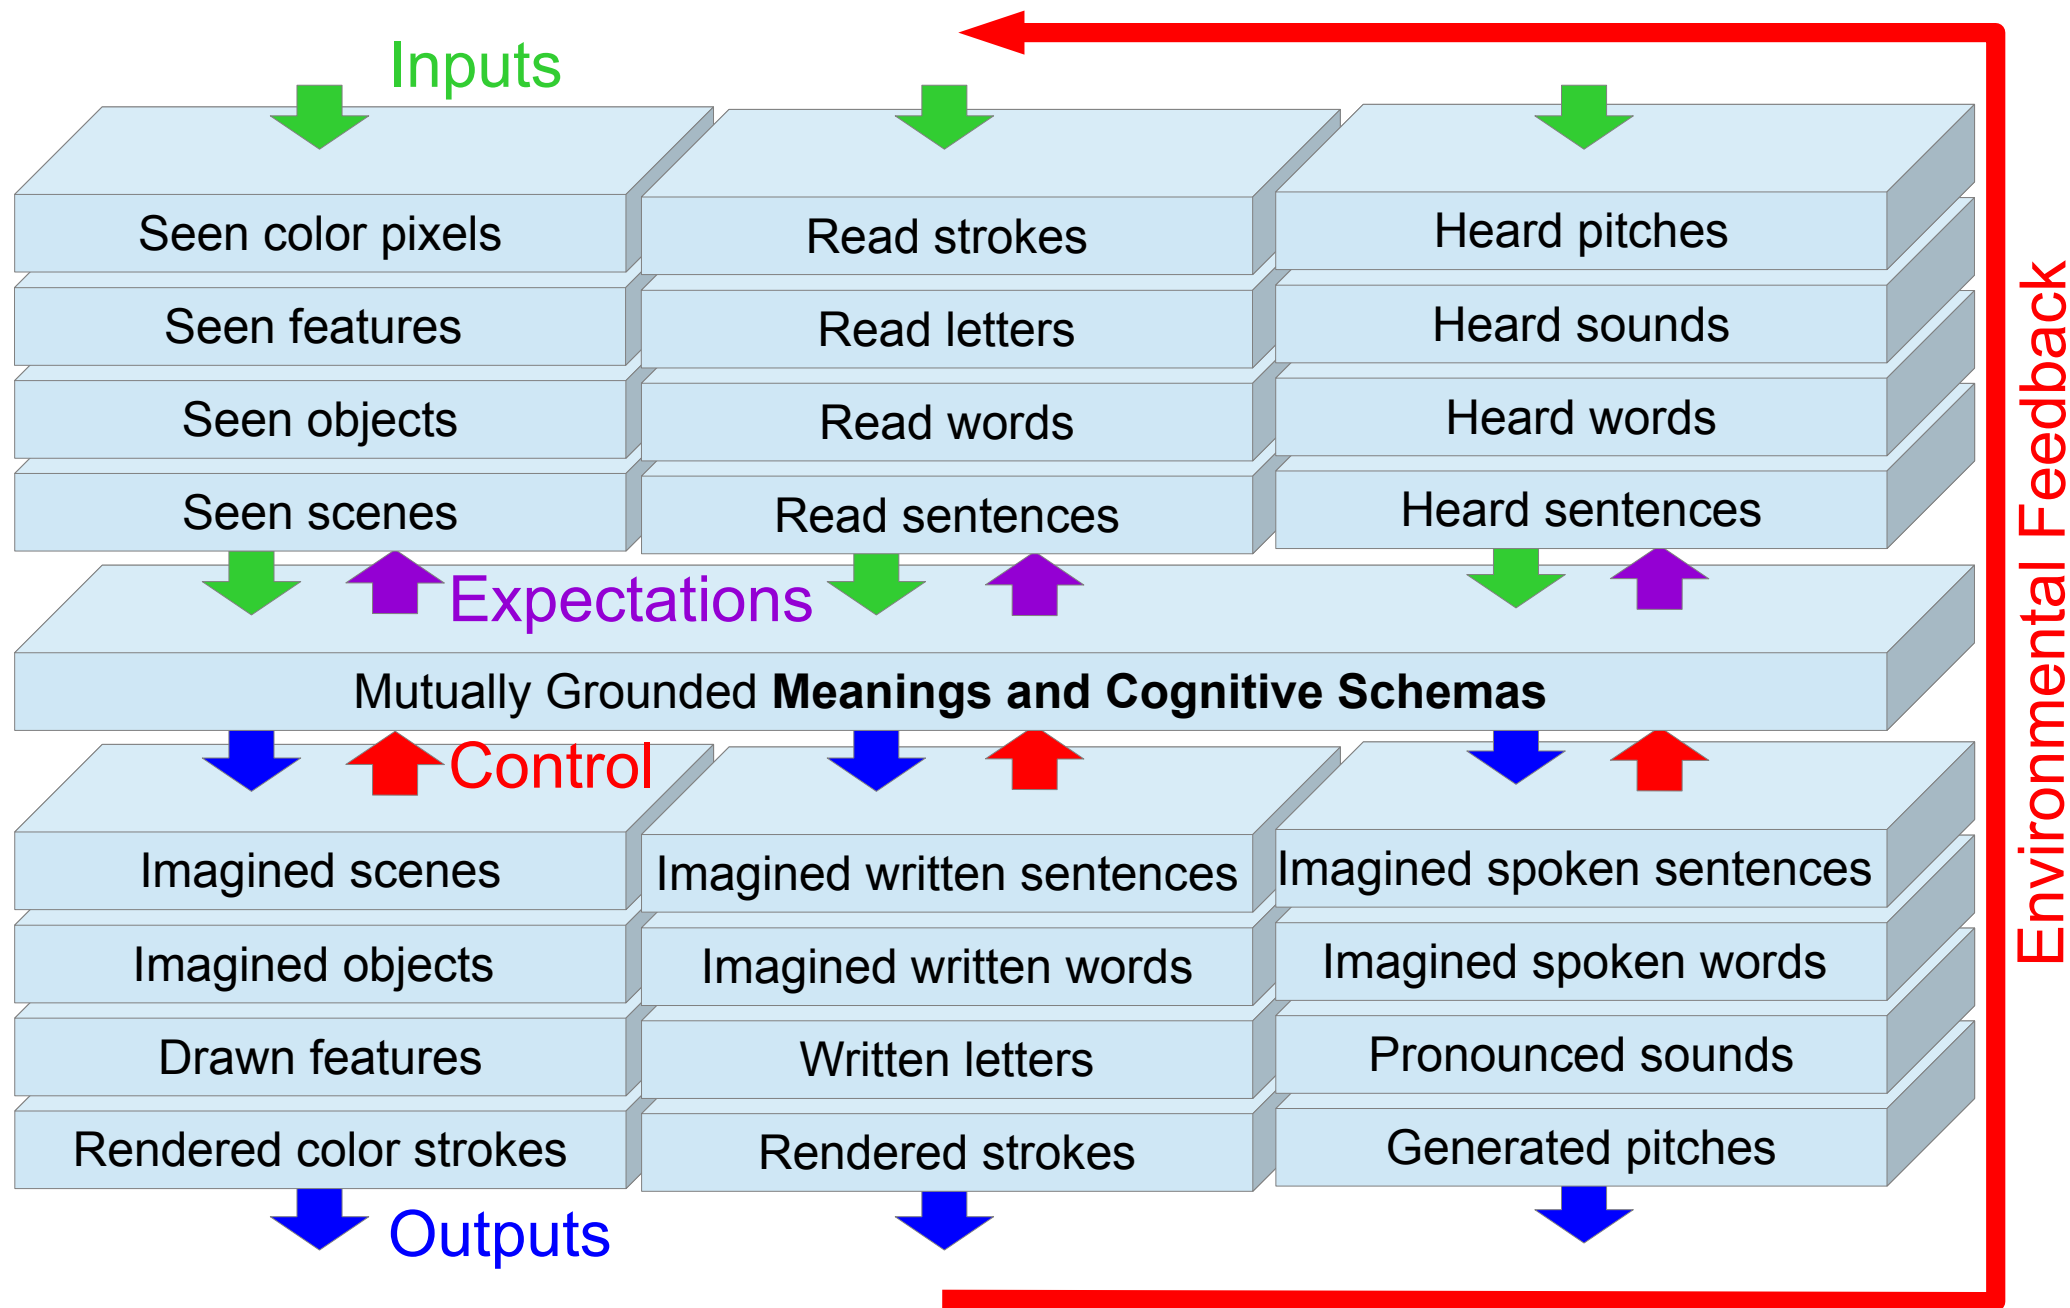 Inputs
Seen color pixels
Read strokes
Heard pitches
Seen features
Read letters
Heard sounds
Seen objects
Read words
Heard words
Seen scenes
Read sentences
Heard sentences
Expectations
Mutually Grounded Meanings and Cognitive Schemas
Control
Imagined scenes
Imagined written sentences
Imagined spoken sentences
Imagined objects
Imagined written words
Imagined spoken words
Drawn features
Written letters
Pronounced sounds
Rendered color strokes
Rendered strokes
Generated pitches
Outputs
Environmental Feedback